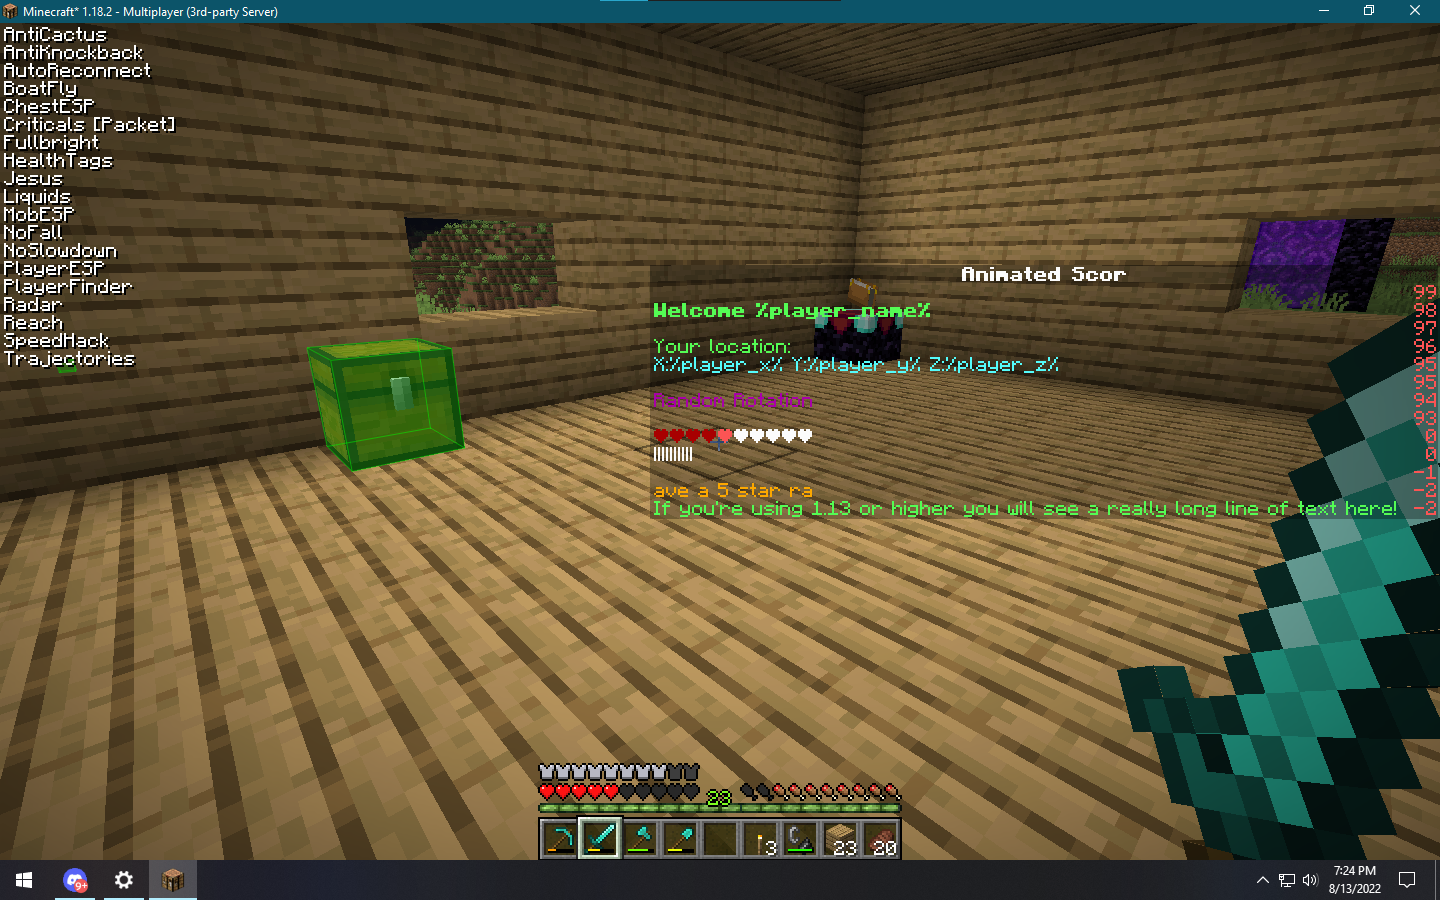 Minecraft* 1.18.2 - Multiplayer (3rd-party Server)
AntiCactus
AntiKnockback
AutoReconnect
BoatFly
ChestESP
Criticals [Packet]
Fullbright
HealthTags
Jesus
Liquids
MobESP
NoFall
NoSlowdown
PlayerESP
PlayerFinder
Radar
Reach
SpeedHack
Trajectories
Animated Scor
99
Welcome %player_name% 98
97
Your location: 96
X:%player_x% Y:%player_y% Z:%player_z% 95
95
Random Rotation 94
93
0
|||||||||| 0
-1
ave a 5 star ra -2
If you're using 1.13 or higher you will see a really long line of text here! -2
23
3 23 20
9+
7:24 PM
8/13/2022